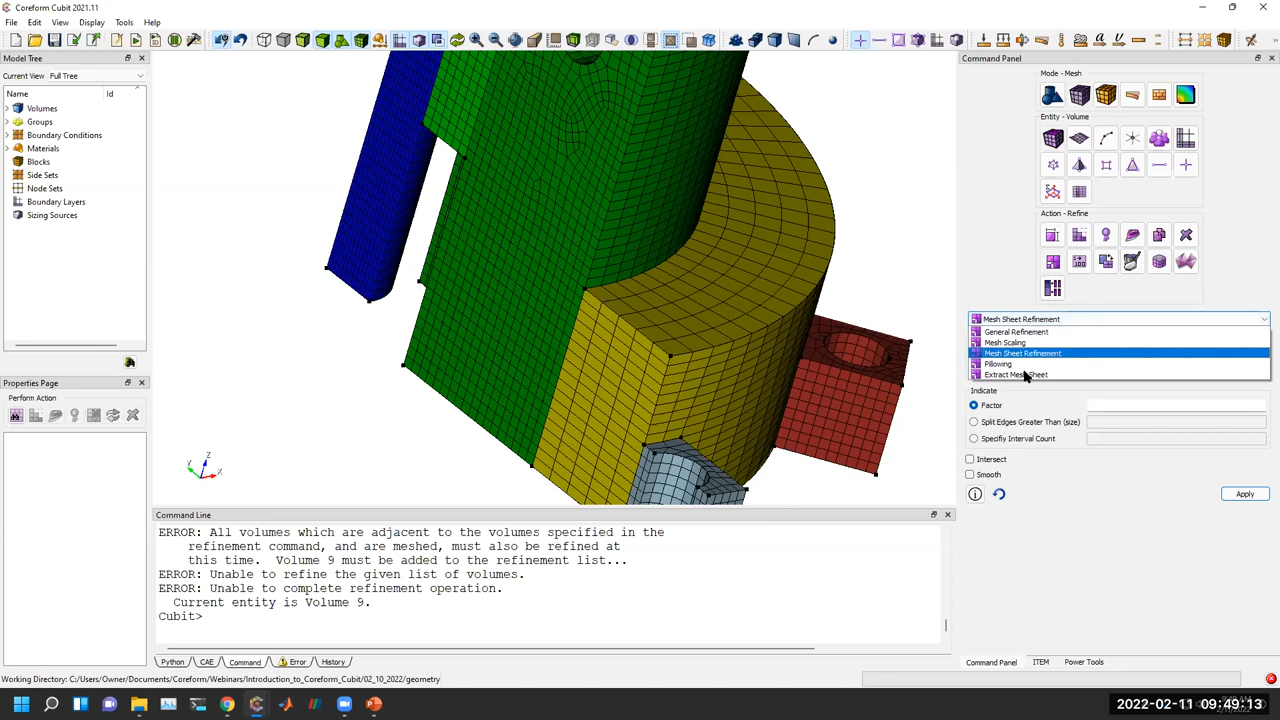 Coreform Cubit 2021.11
File Edit View Display Tools Help
Model Tree
Current View Full Tree
Name Id
Volumes
Groups
Boundary Conditions
Materials
Blocks
Side Sets
Node Sets
Boundary Layers
Sizing Sources
Properties Page
Perform Action
Z
Y
X
Command Line
ERROR: All volumes which are adjacent to the volumes specified in the
refinement command, and are meshed, must also be refined at
this time. Volume 9 must be added to the refinement list...
ERROR: Unable to refine the given list of volumes.
ERROR: Unable to complete refinement operation.
Current entity is Volume 9.
Cubit>
Python CAE Command Error History
Command Panel
Mode - Mesh
Entity - Volume
Action - Refine
Mesh Sheet Refinement
General Refinement
Mesh Scaling
Mesh Sheet Refinement
Pillowing
Extract Mesh Sheet
Indicate
Factor
Split Edges Greater Than (size)
Specifiy Interval Count
Intersect
Smooth
Apply
Command Panel ITEM Power Tools
Working Directory: C:/Users/Owner/Documents/Coreform/Webinars/Introduction_to_Coreform_Cubit/02_10_2022/geometry
2022-02-11 09:49:13